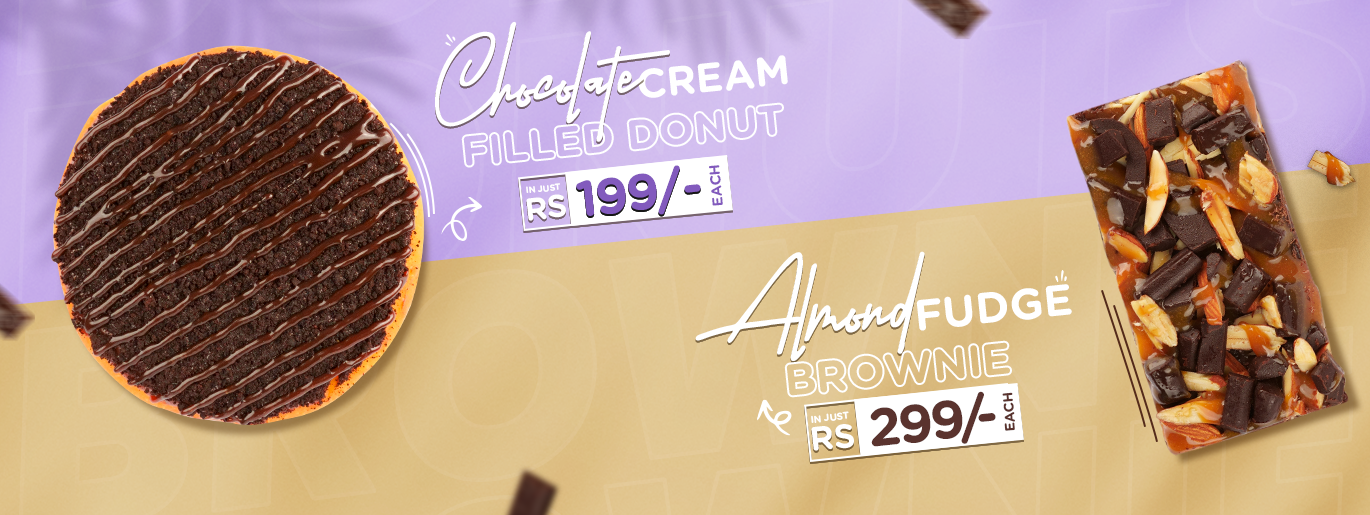 Chocolate CREAM
FILLED DONUT
IN JUST
RS 199/- EACH
Almond FUDGE
BROWNIE
IN JUST
RS 299/- EACH